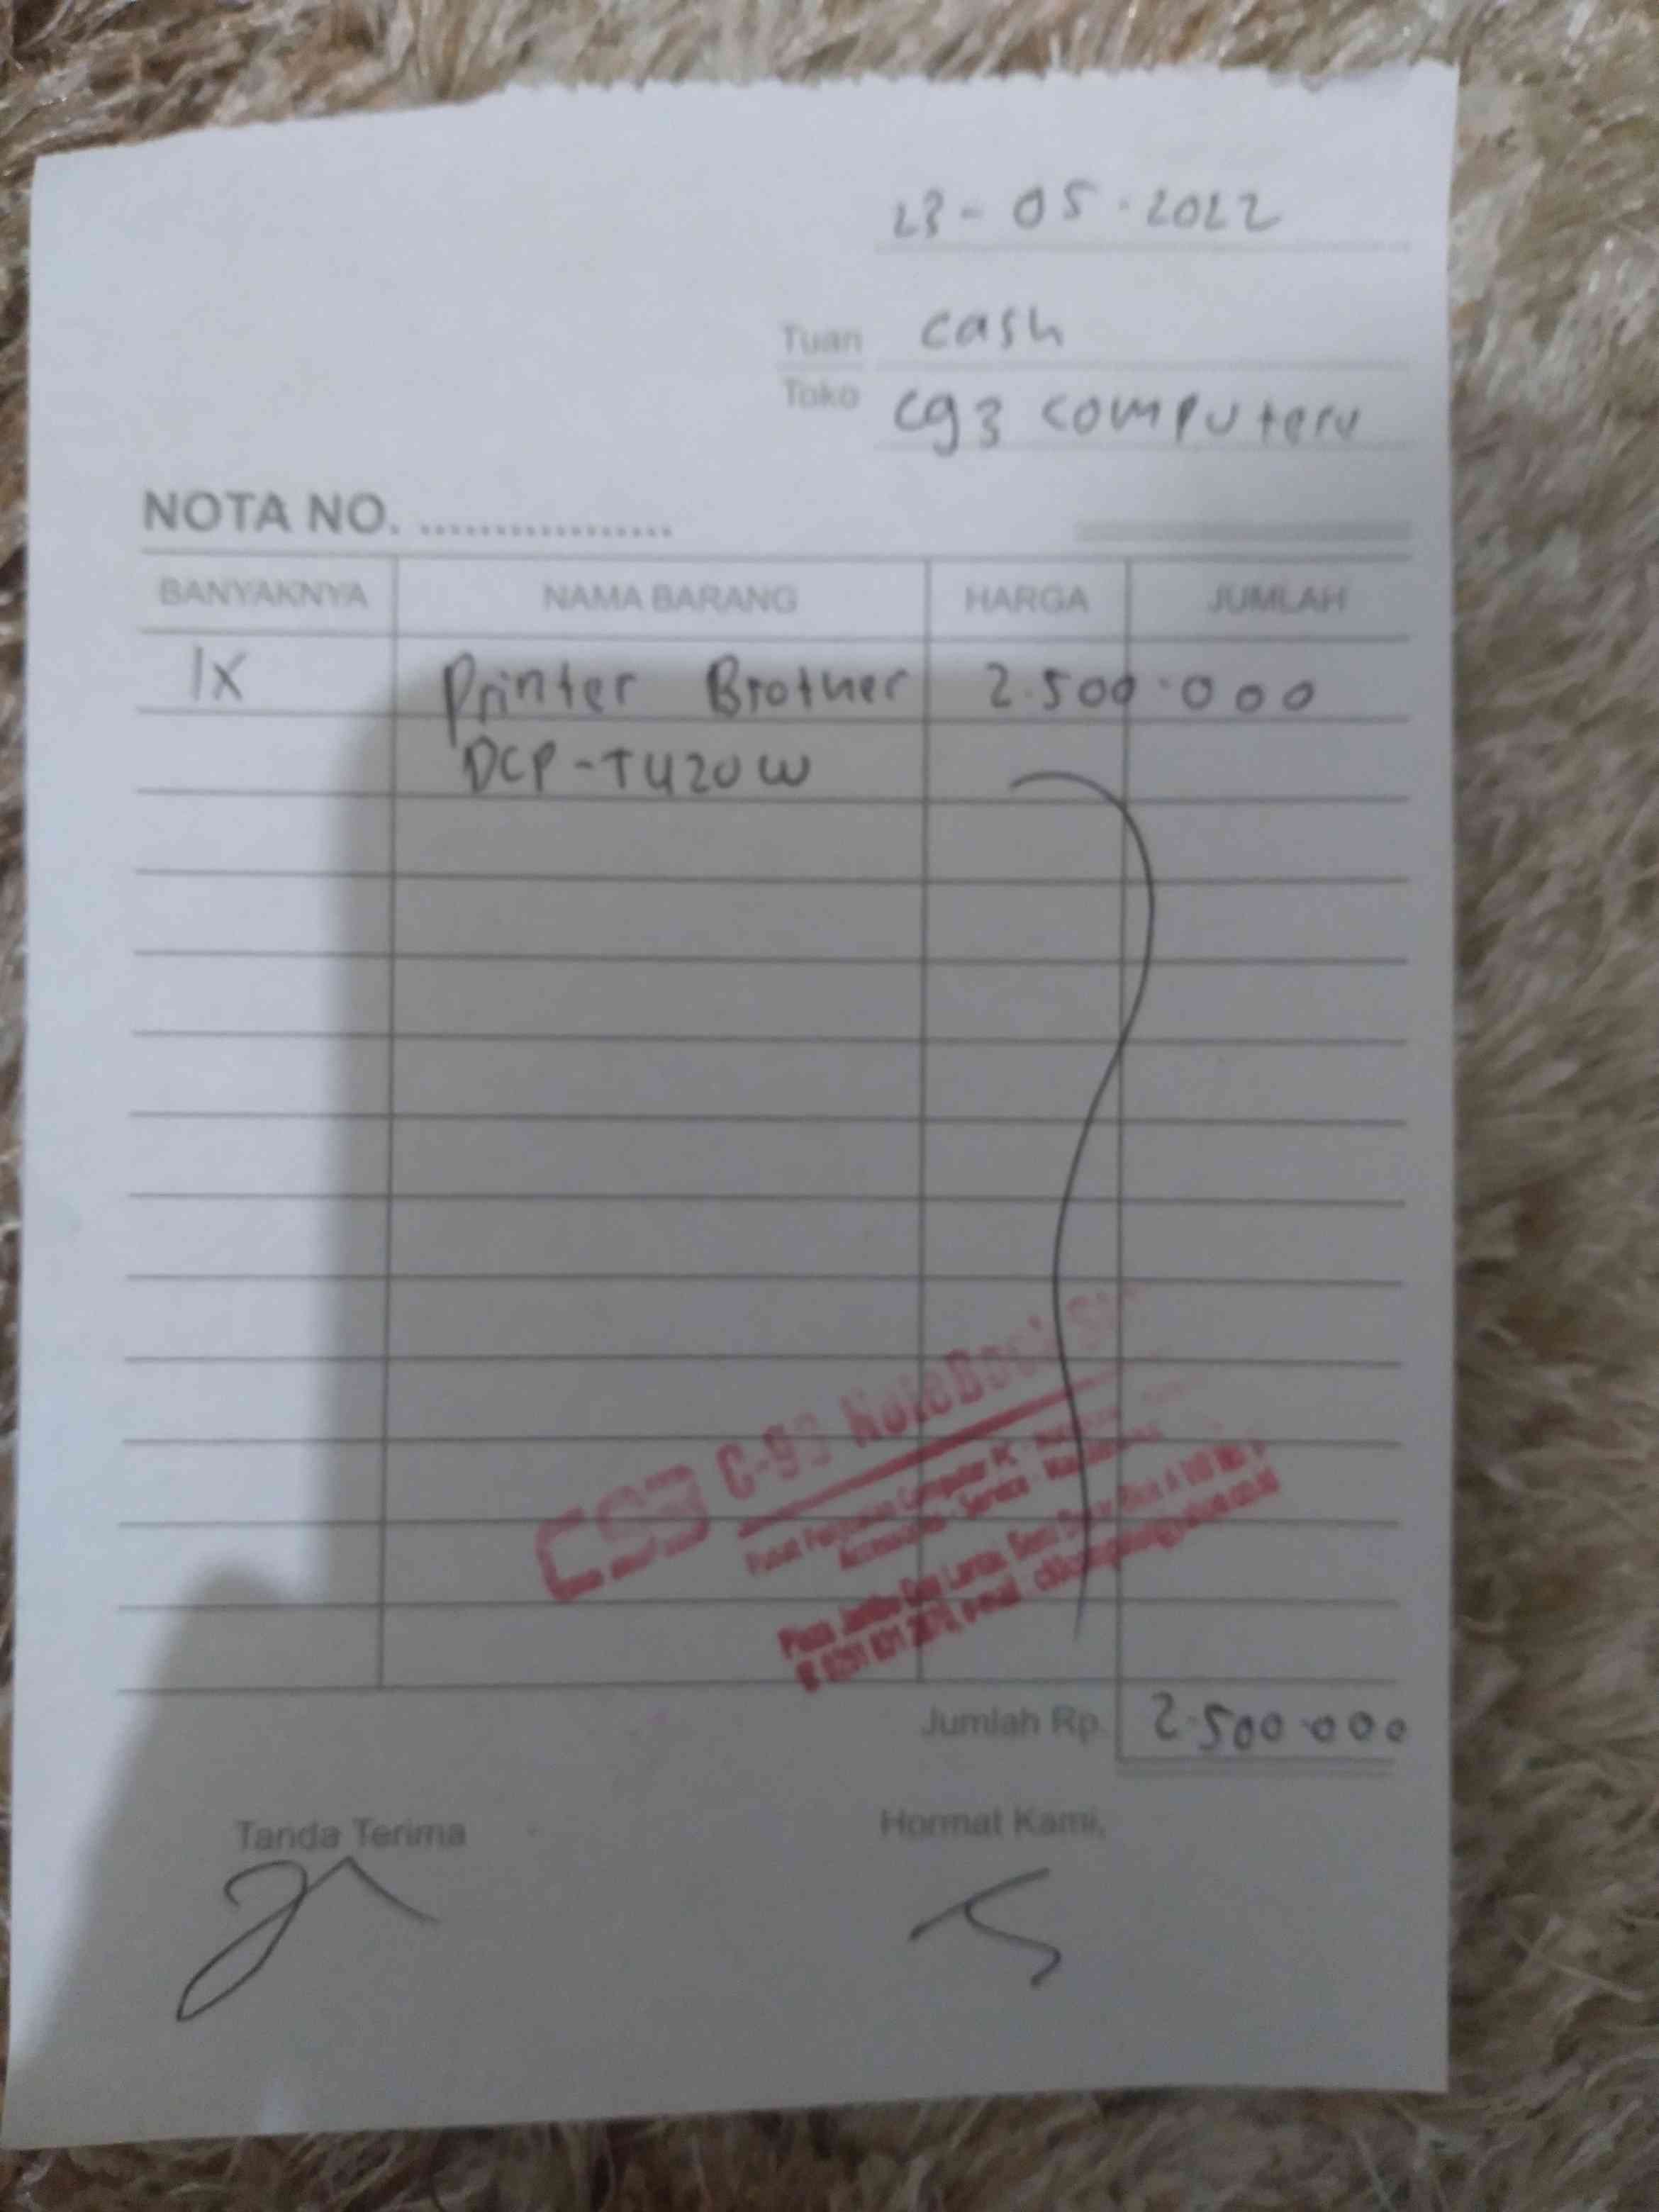 23-05-2022
Tuan cash
Toko cg3 computeru
NOTA NO. ..................
BANYAKNYA NAMA BARANG HARGA JUMLAH
1x Printer Brother 2.500.000
DCP-T420W
C-93 NoteBook
Jumlah Rp. 2.500.000
Tanda Terima Hormat Kami,